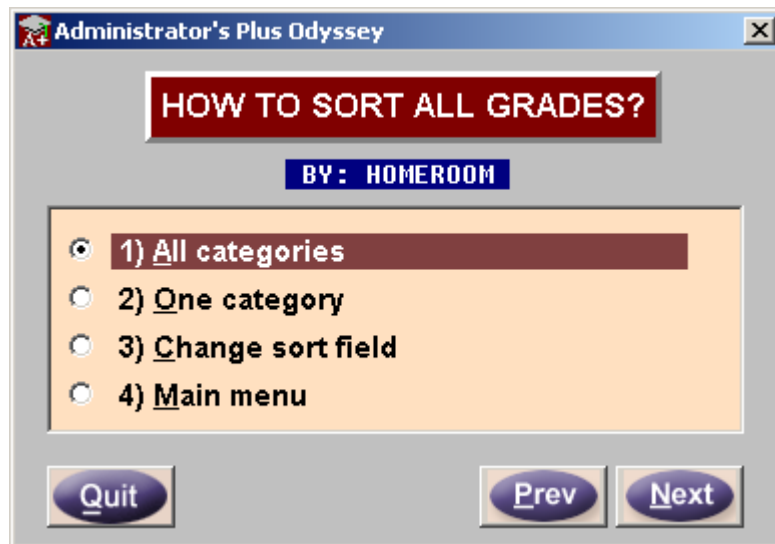 Administrator's Plus Odyssey
HOW TO SORT ALL GRADES?
BY: HOMEROOM
1) All categories
2) One category
3) Change sort field
4) Main menu
Quit
Prev
Next